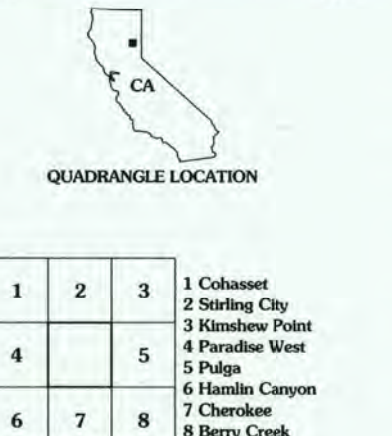 CA
QUADRANGLE LOCATION
1 2 3
4 5
6 7 8
1 Cohasset
2 Stirling City
3 Kimshew Point
4 Paradise West
5 Pulga
6 Hamlin Canyon
7 Cherokee
8 Berry Creek